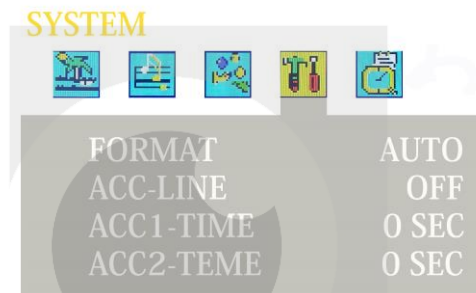 SYSTEM
FORMAT AUTO
ACC-LINE OFF
ACC1-TIME 0 SEC
ACC2-TEME 0 SEC